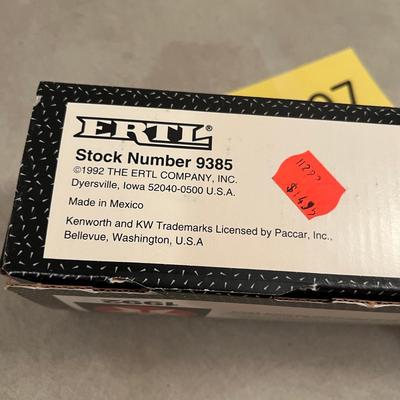 ERTL®
Stock Number 9385
©1992 THE ERTL COMPANY, INC.
Dyersville, Iowa 52040-0500 U.S.A.
Made in Mexico
Kenworth and KW Trademarks Licensed by Paccar, Inc.,
Bellevue, Washington, U.S.A
1992